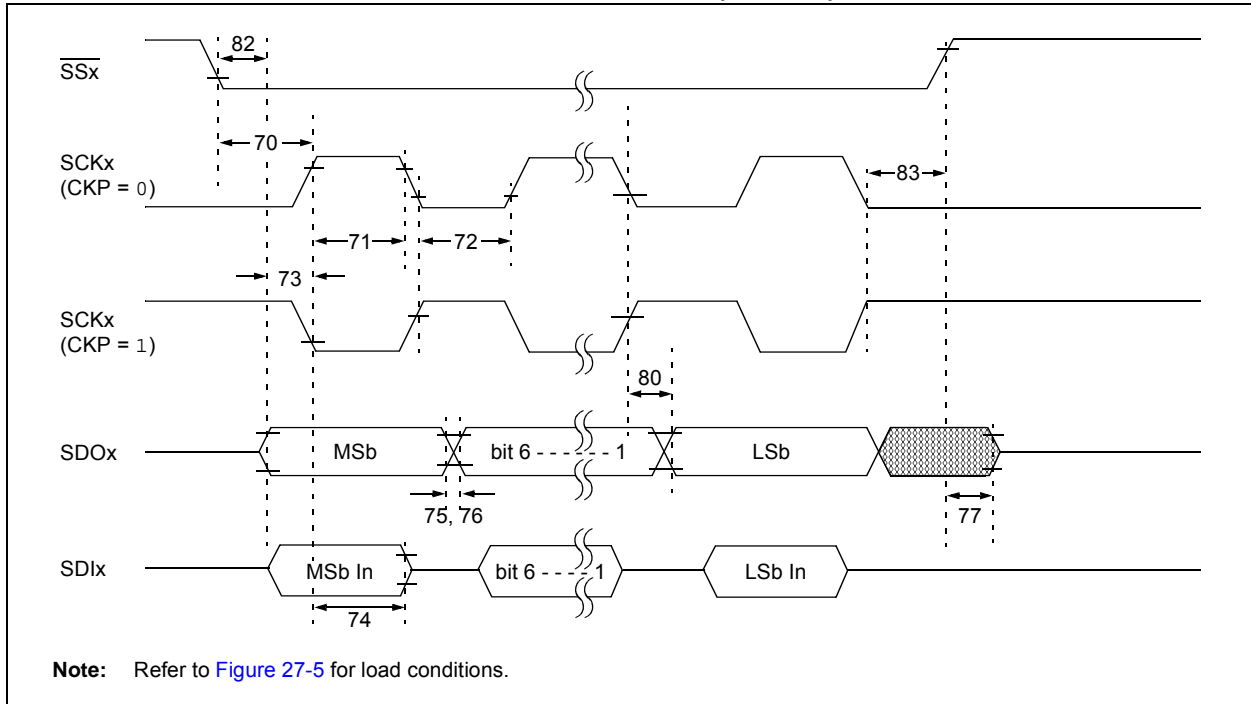 82
SSx
70
SCKx
(CKP = 0)
83
71
72
73
SCKx
(CKP = 1)
80
SDOx
MSb
bit 6 - - - - - - 1
LSb
75, 76
77
SDIx
MSb In
bit 6 - - - - 1
LSb In
74
Note: Refer to Figure 27-5 for load conditions.